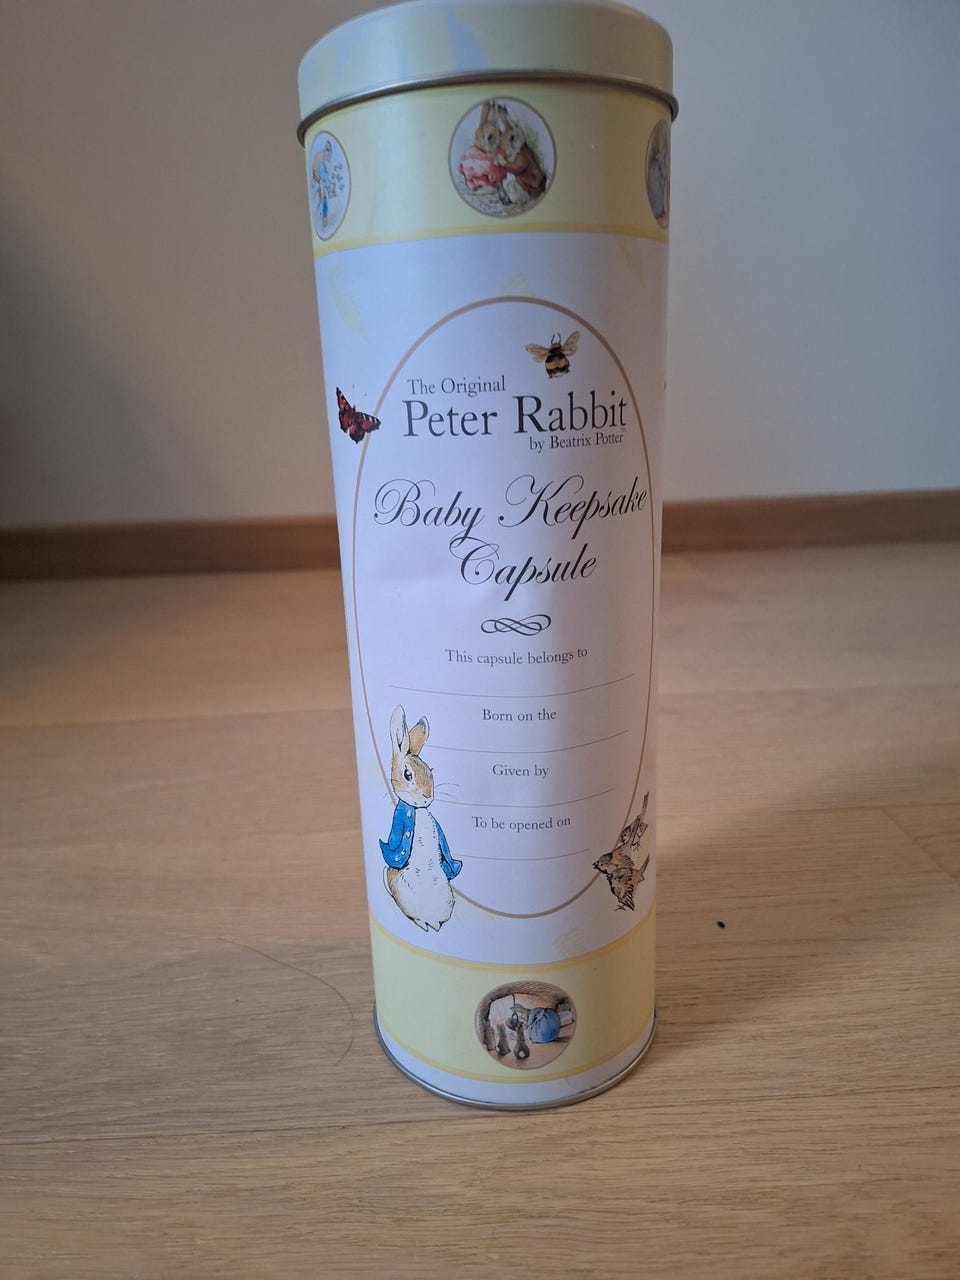 The Original
Peter Rabbit™
by Beatrix Potter
Baby Keepsake
Capsule
This capsule belongs to
Born on the
Given by
To be opened on